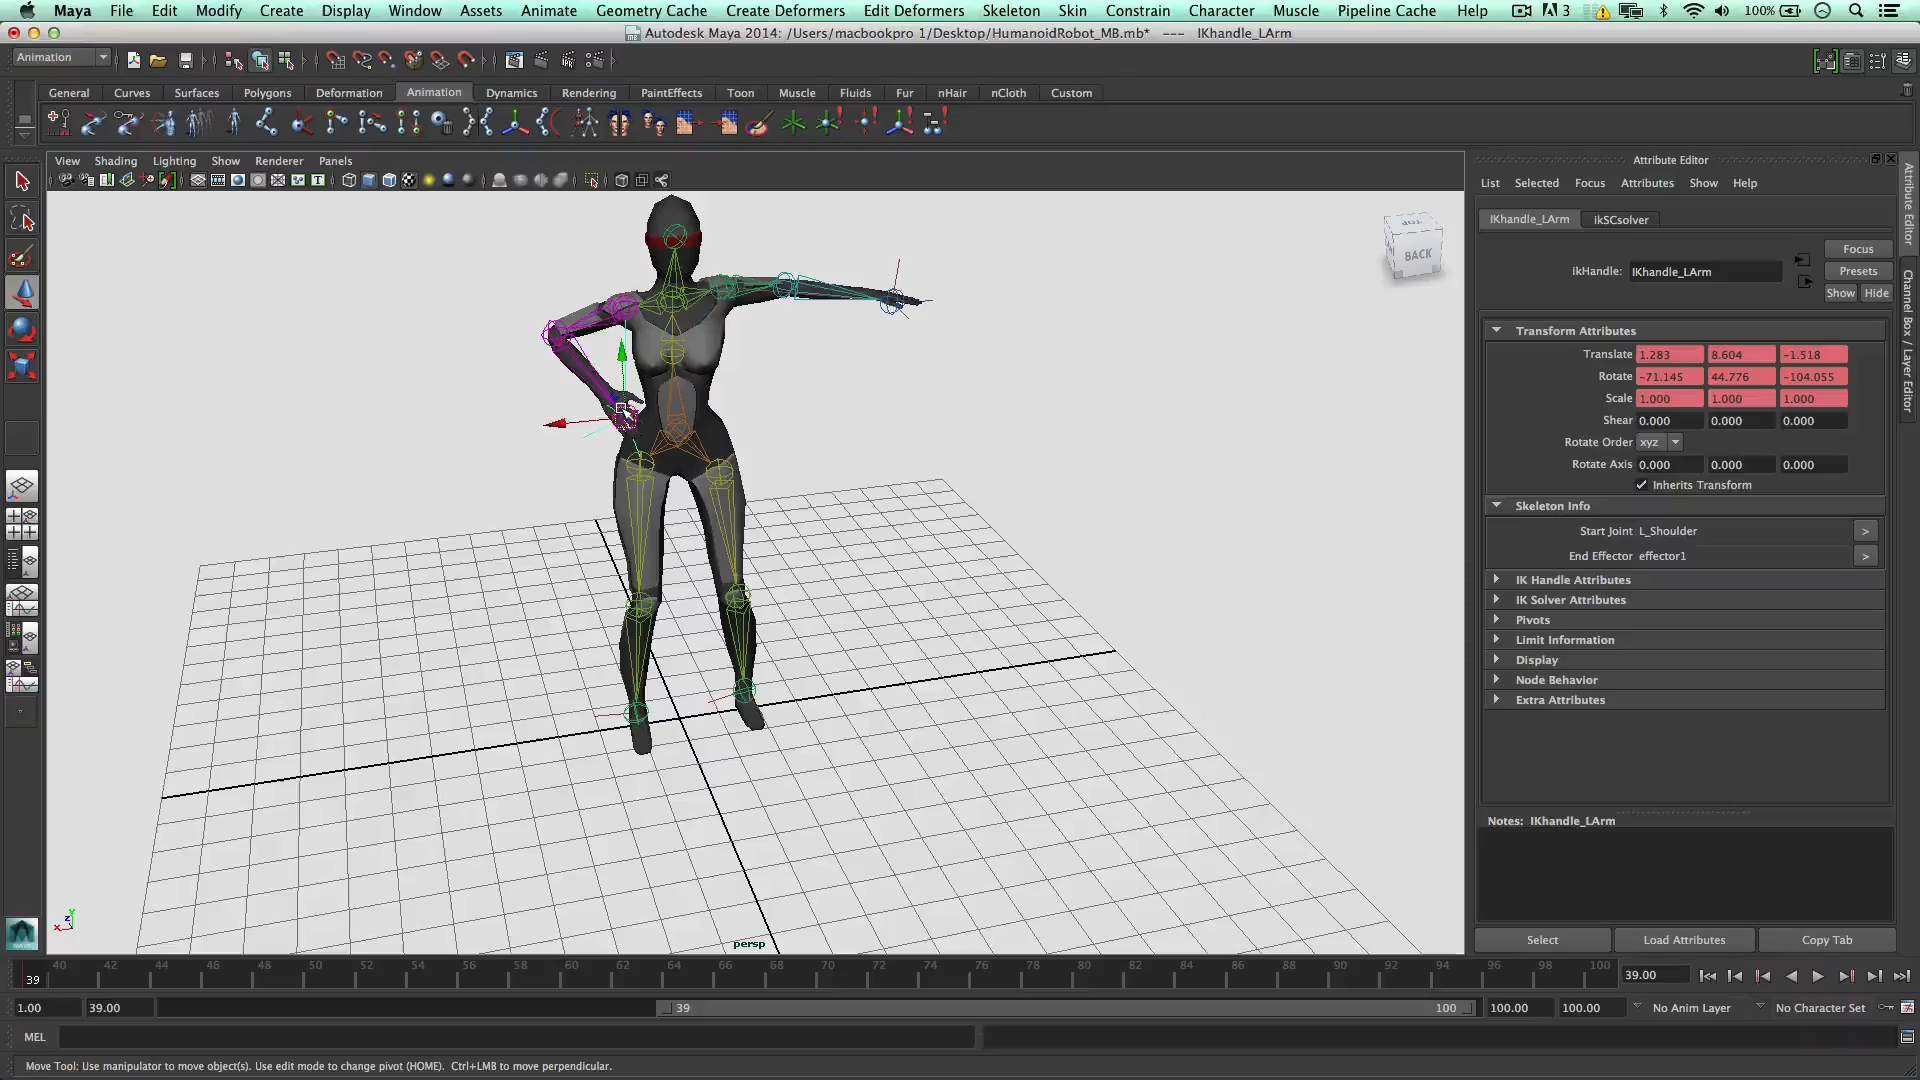 Maya File Edit Modify Create Display Window Assets Animate Geometry Cache Create Deformers Edit Deformers Skeleton Skin Constrain Character Muscle Pipeline Cache Help 3 100%
Autodesk Maya 2014: /Users/macbookpro 1/Desktop/HumanoidRobot_MB.mb* --- IKhandle_LArm
Animation
General Curves Surfaces Polygons Deformation Animation Dynamics Rendering PaintEffects Toon Muscle Fluids Fur nHair nCloth Custom
View Shading Lighting Show Renderer Panels
Attribute Editor
List Selected Focus Attributes Show Help
IKhandle_LArm ikSCsolver
Focus
ikHandle: IKhandle_LArm
Presets
Show Hide
Transform Attributes
Translate 1.283 8.604 -1.518
Rotate -71.145 44.776 -104.055
Scale 1.000 1.000 1.000
Shear 0.000 0.000 0.000
Rotate Order xyz
Rotate Axis 0.000 0.000 0.000
Inherits Transform
Skeleton Info
Start Joint L_Shoulder >
End Effector effector1 >
IK Handle Attributes
IK Solver Attributes
Pivots
Limit Information
Display
Node Behavior
Extra Attributes
Notes: IKhandle_LArm
Select Load Attributes Copy Tab
Attribute Editor
Channel Box / Layer Editor
TOP
BACK
y
z
x
persp
39 40 42 44 46 48 50 52 54 56 58 60 62 64 66 68 70 72 74 76 78 80 82 84 86 88 90 92 94 96 98 100 39.00
1.00 39.00 39 100 100.00 100.00 No Anim Layer No Character Set
MEL
Move Tool: Use manipulator to move object(s). Use edit mode to change pivot (HOME). Ctrl+LMB to move perpendicular.